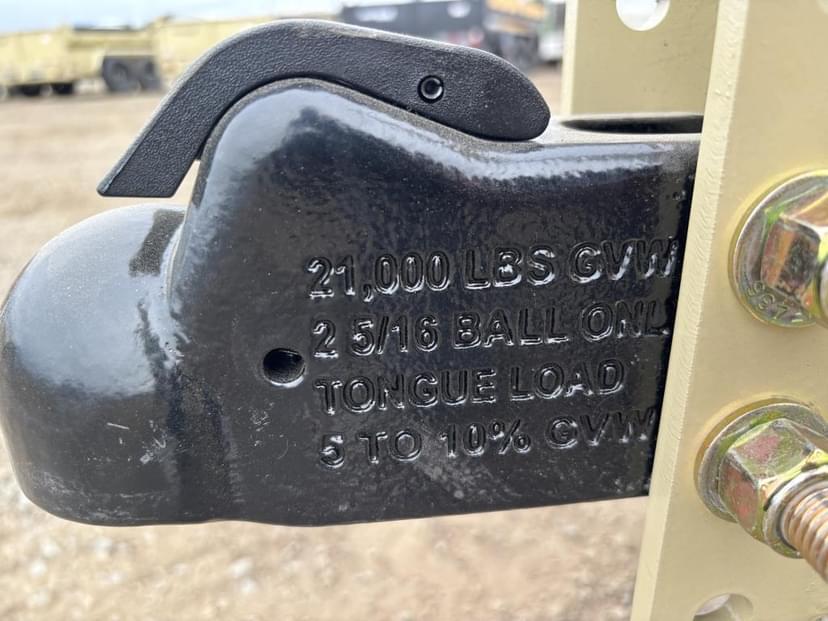 21,000 LBS GVW
2 5/16 BALL ONL
TONGUE LOAD
5 TO 10% GVW